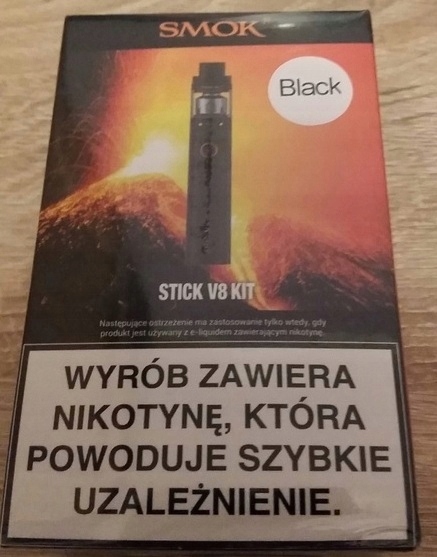 SMOK
Black
STICK V8 KIT
Następujące ostrzeżenie ma zastosowanie tylko wtedy, gdy
produkt jest używany z e-liquidem zawierającym nikotynę.
WYRÓB ZAWIERA
NIKOTYNĘ, KTÓRA
POWODUJE SZYBKIE
UZALEŻNIENIE.